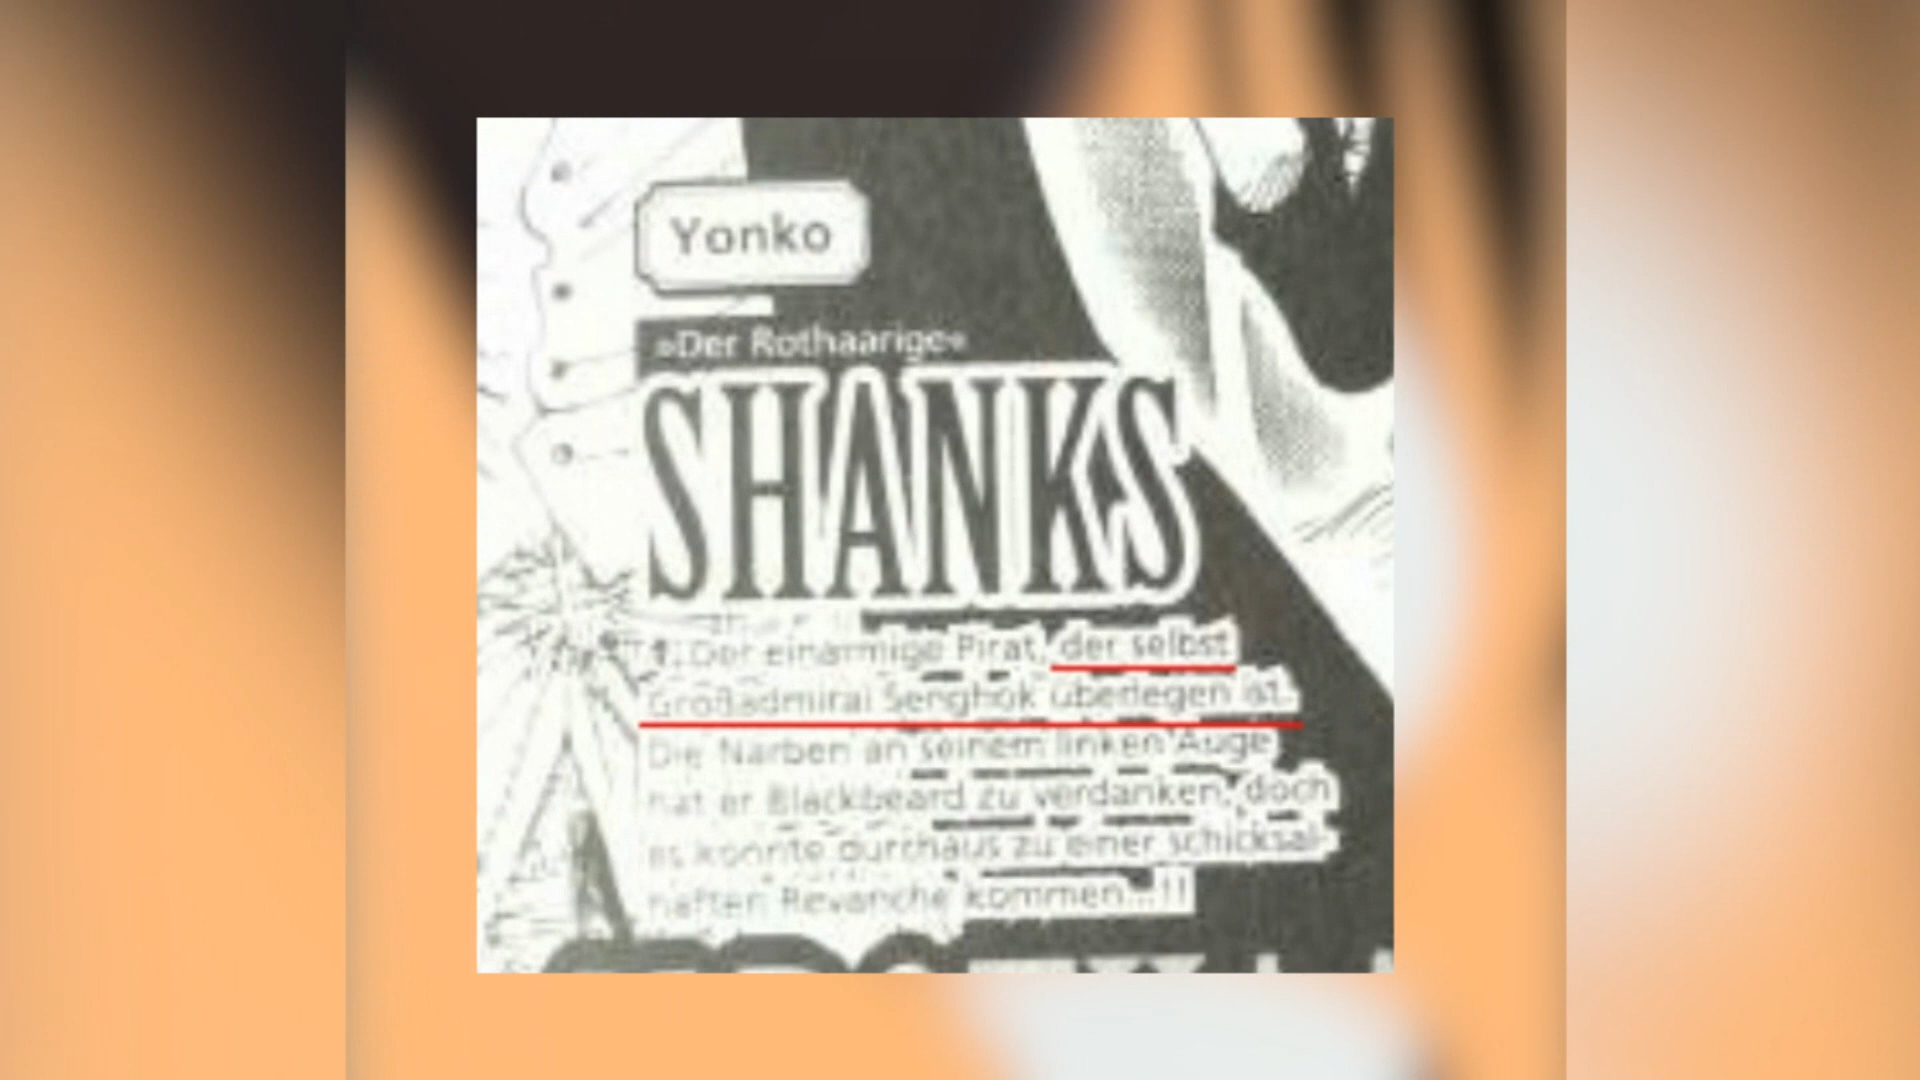 Yonko
»Der Rothaarige«
SHANKS
Der einarmige Pirat, der selbst
Großadmiral Senghok überlegen ist.
Die Narben an seinem linken Auge
hat er Blackbeard zu verdanken, doch
es könnte durchaus zu einer schicksal-
haften Revanche kommen...!!